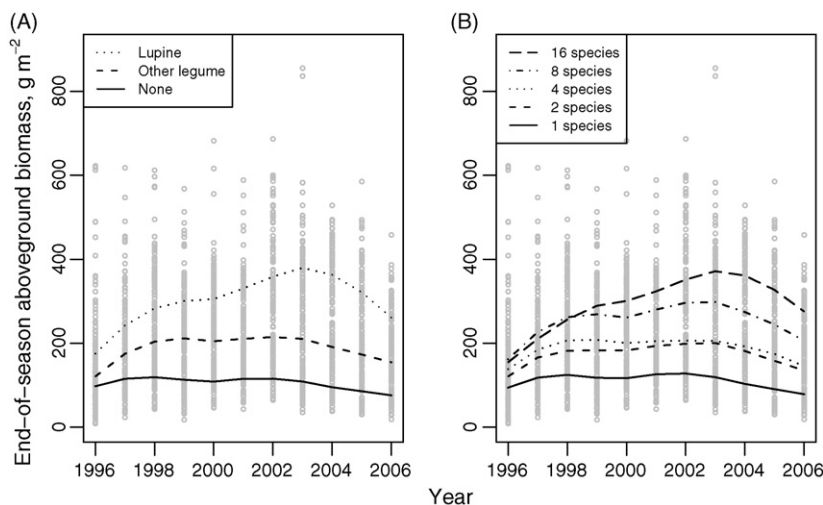 (A)
(B)
End−of−season aboveground biomass, g m−2
Lupine
Other legume
None
16 species
8 species
4 species
2 species
1 species
800
600
400
200
0
800
600
400
200
0
1996 1998 2000 2002 2004 2006
1996 1998 2000 2002 2004 2006
Year